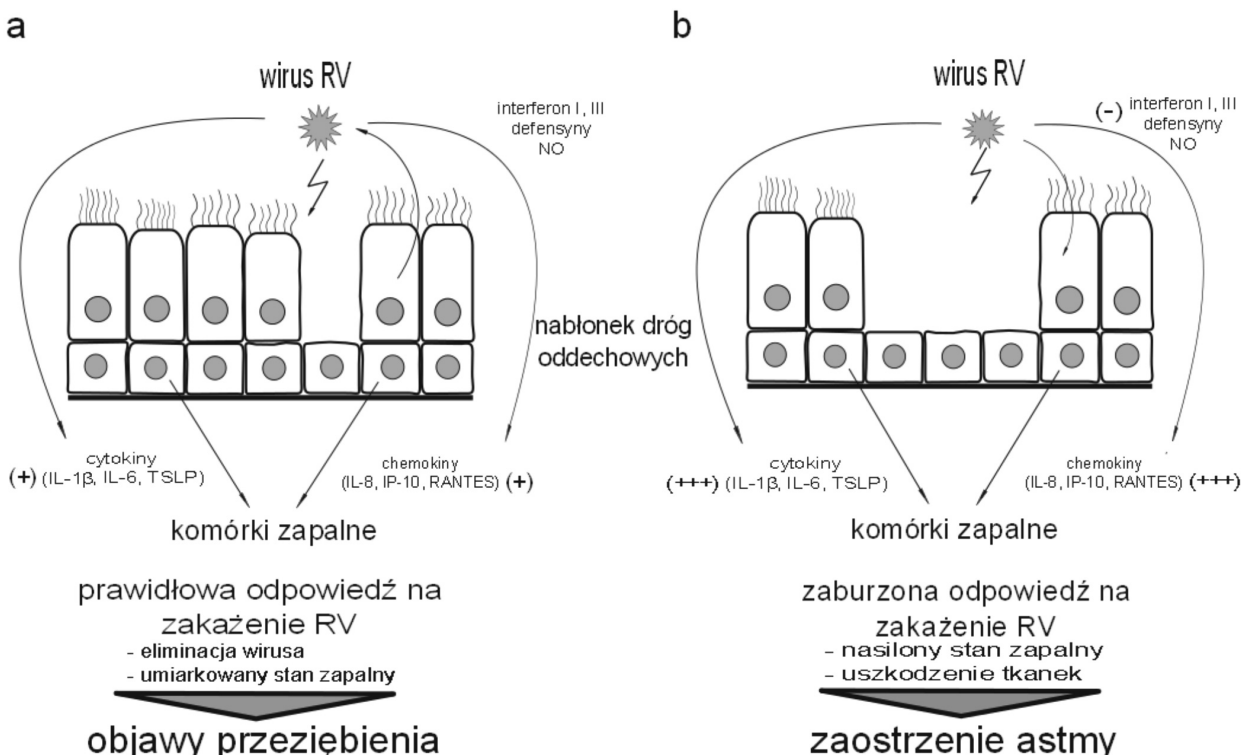 a
wirus RV
interferon I, III
defensyny
NO
nabłonek dróg
oddechowych
cytokiny
(+) (IL-1β, IL-6, TSLP)
chemokiny
(IL-8, IP-10, RANTES) (+)
komórki zapalne
prawidłowa odpowiedź na
zakażenie RV
- eliminacja wirusa
- umiarkowany stan zapalny
objawy przeziębienia
b
wirus RV
(-) interferon I, III
defensyny
NO
cytokiny
(+++) (IL-1β, IL-6, TSLP)
chemokiny
(IL-8, IP-10, RANTES) (+++)
komórki zapalne
zaburzona odpowiedź na
zakażenie RV
- nasilony stan zapalny
- uszkodzenie tkanek
zaostrzenie astmy